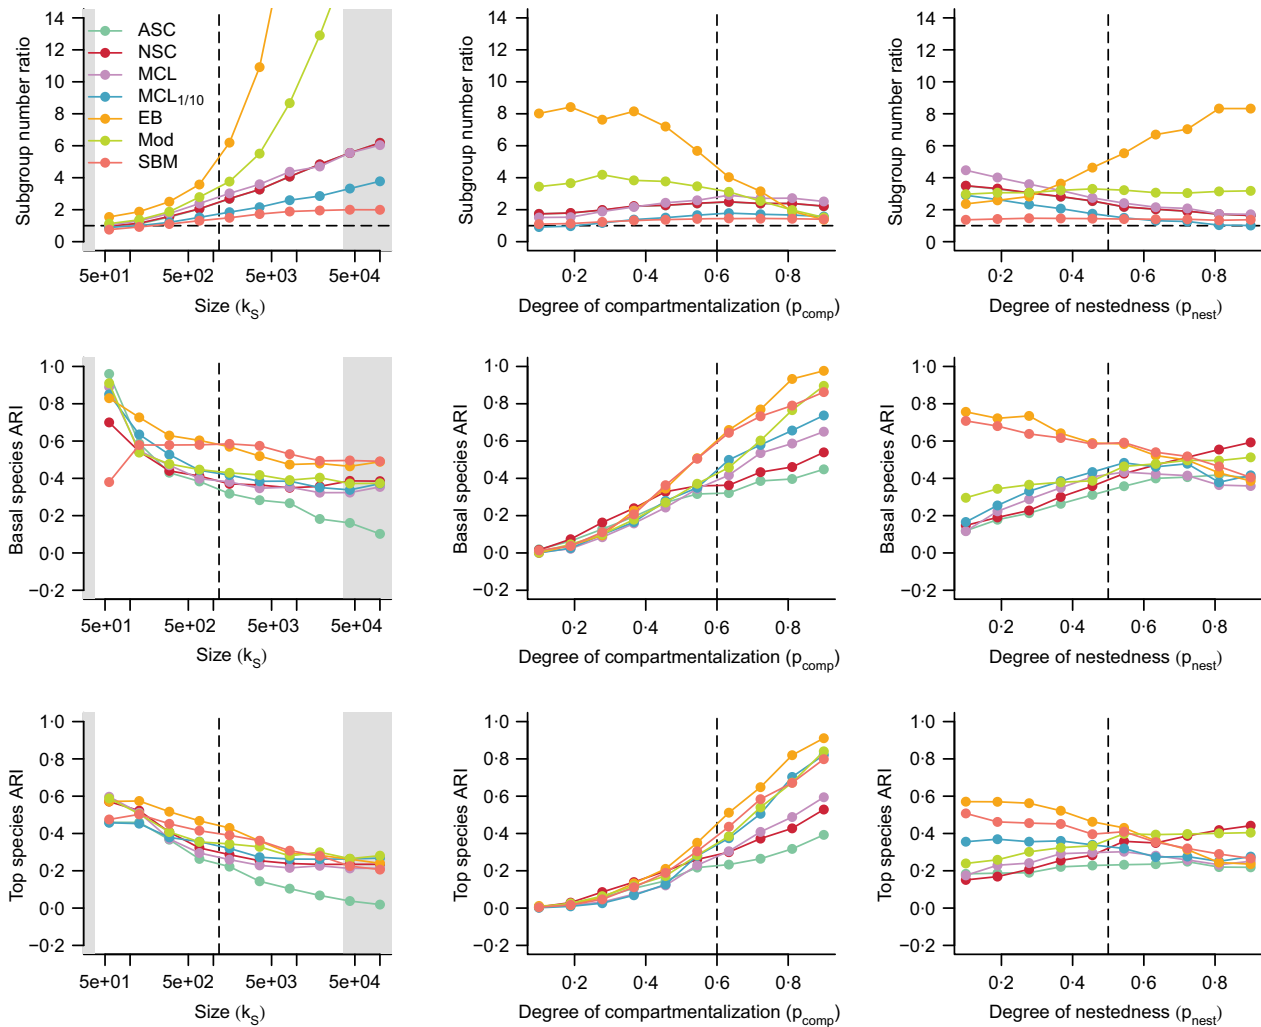 Subgroup number ratio
14
12
10
8
6
4
2
0
ASC
NSC
MCL
MCL1/10
EB
Mod
SBM
5e+01
5e+02
5e+03
5e+04
Size (kS)
Subgroup number ratio
14
12
10
8
6
4
2
0
0·2
0·4
0·6
0·8
Degree of compartmentalization (pcomp)
Subgroup number ratio
14
12
10
8
6
4
2
0
0·2
0·4
0·6
0·8
Degree of nestedness (pnest)
Basal species ARI
1·0
0·8
0·6
0·4
0·2
0·0
−0·2
5e+01
5e+02
5e+03
5e+04
Size (kS)
Basal species ARI
1·0
0·8
0·6
0·4
0·2
0·0
−0·2
0·2
0·4
0·6
0·8
Degree of compartmentalization (pcomp)
Basal species ARI
1·0
0·8
0·6
0·4
0·2
0·0
−0·2
0·2
0·4
0·6
0·8
Degree of nestedness (pnest)
Top species ARI
1·0
0·8
0·6
0·4
0·2
0·0
−0·2
5e+01
5e+02
5e+03
5e+04
Size (kS)
Top species ARI
1·0
0·8
0·6
0·4
0·2
0·0
−0·2
0·2
0·4
0·6
0·8
Degree of compartmentalization (pcomp)
Top species ARI
1·0
0·8
0·6
0·4
0·2
0·0
−0·2
0·2
0·4
0·6
0·8
Degree of nestedness (pnest)